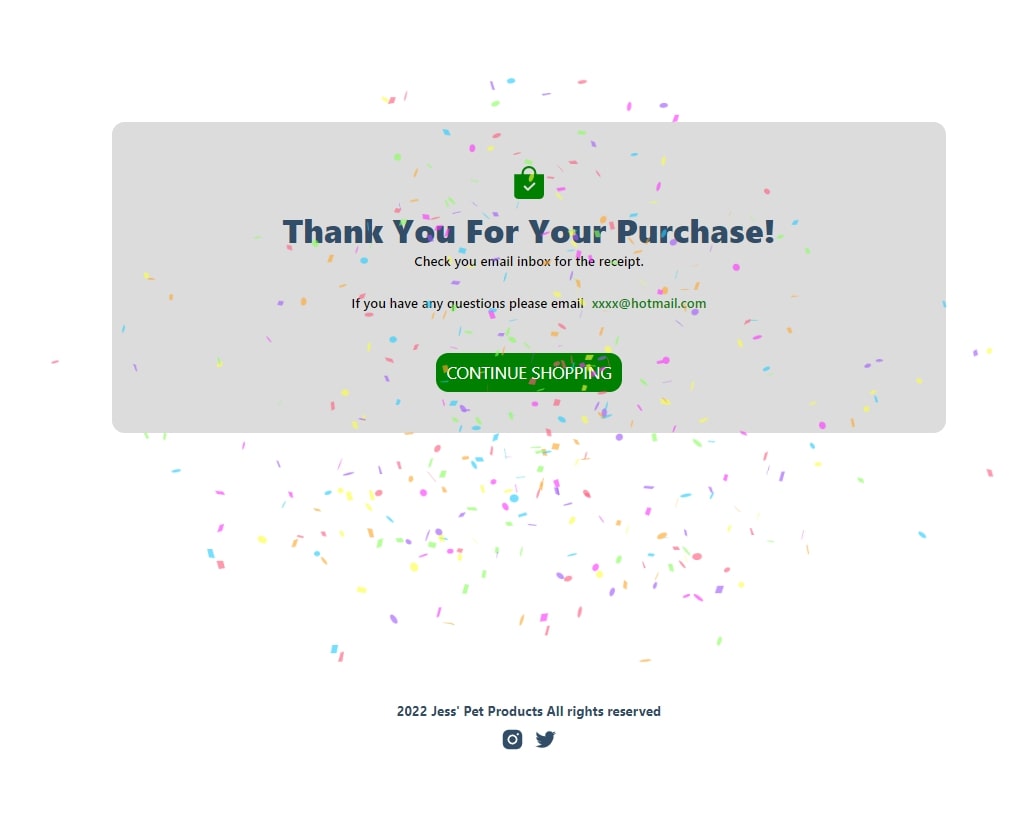 Thank You For Your Purchase!
Check you email inbox for the receipt.
If you have any questions please email xxxx@hotmail.com
CONTINUE SHOPPING
2022 Jess' Pet Products All rights reserved